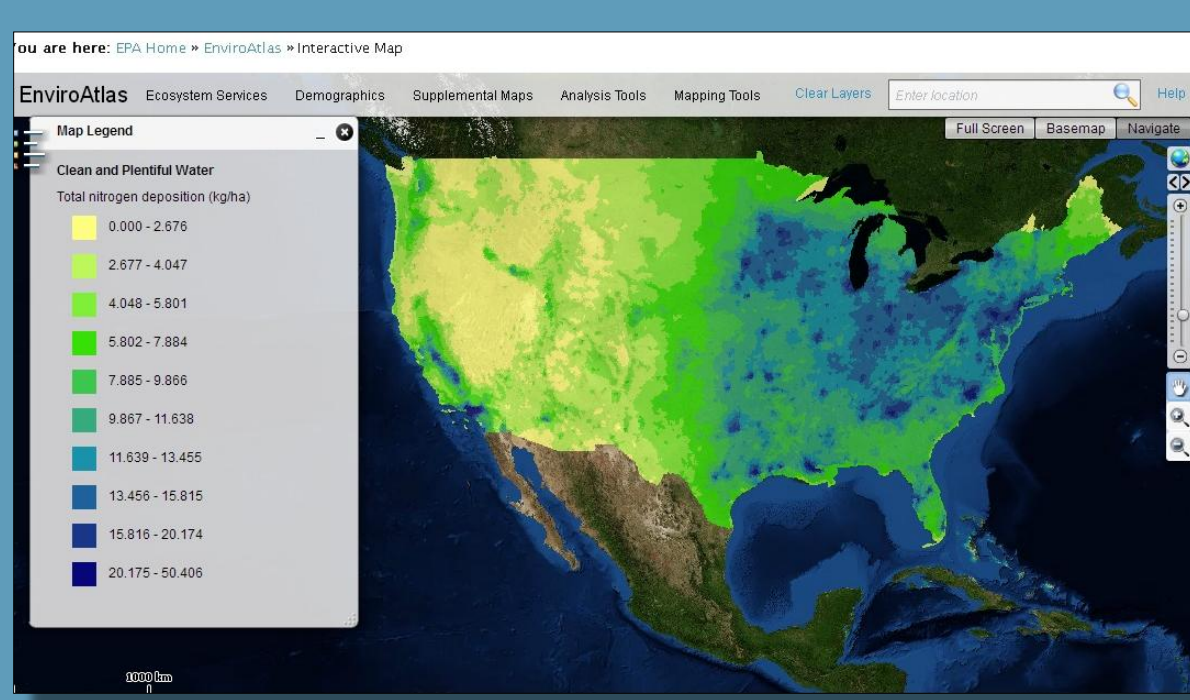 You are here: EPA Home » EnviroAtlas » Interactive Map
EnviroAtlas Ecosystem Services Demographics Supplemental Maps Analysis Tools Mapping Tools Clear Layers Enter location Help
Full Screen Basemap Navigate
Map Legend
Clean and Plentiful Water
Total nitrogen deposition (kg/ha)
0.000 - 2.676
2.677 - 4.047
4.048 - 5.801
5.802 - 7.884
7.885 - 9.866
9.867 - 11.638
11.639 - 13.455
13.456 - 15.815
15.816 - 20.174
20.175 - 50.406
1000 km